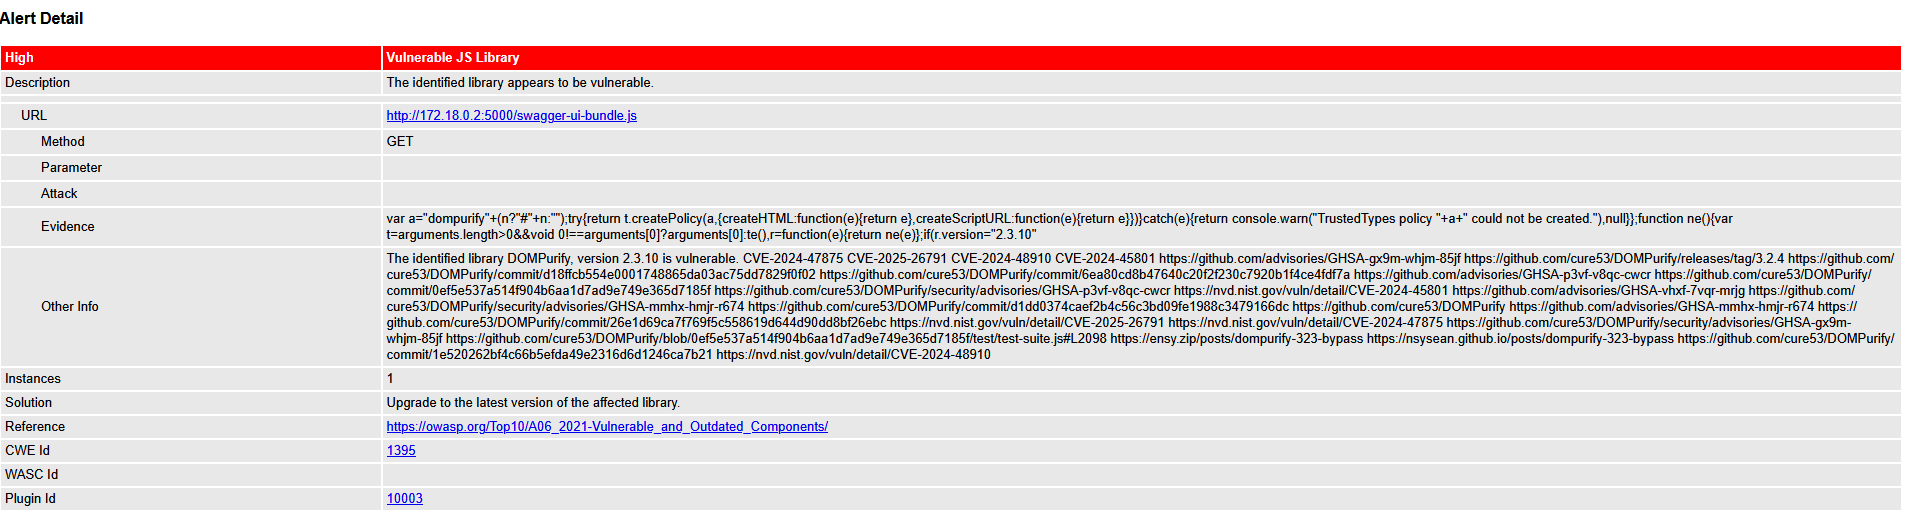 Alert Detail
High Vulnerable JS Library
Description The identified library appears to be vulnerable.
URL http://172.18.0.2:5000/swagger-ui-bundle.js
Method GET
Parameter
Attack
Evidence
var a="dompurify"+(n?"#"+n:"");try{return t.createPolicy(a,{createHTML:function(e){return e},createScriptURL:function(e){return e}})}catch(e){return console.warn("TrustedTypes policy "+a+" could not be created."),null}};function ne(){var
t=arguments.length>0&&void 0!==arguments[0]?arguments[0]:te(),r=function(e){return ne(e)};if(r.version="2.3.10"
Other Info
The identified library DOMPurify, version 2.3.10 is vulnerable. CVE-2024-47875 CVE-2025-26791 CVE-2024-48910 CVE-2024-45801 https://github.com/advisories/GHSA-gx9m-whjm-85jf https://github.com/cure53/DOMPurify/releases/tag/3.2.4 https://github.com/
cure53/DOMPurify/commit/d18ffcb554e0001748865da03ac75dd7829f0f02 https://github.com/cure53/DOMPurify/commit/6ea80cd8b47640c20f2f230c7920b1f4ce4fdf7a https://github.com/advisories/GHSA-p3vf-v8qc-cwcr https://github.com/cure53/DOMPurify/
commit/0ef5e537a514f904b6aa1d7ad9e749e365d7185f https://github.com/cure53/DOMPurify/security/advisories/GHSA-p3vf-v8qc-cwcr https://nvd.nist.gov/vuln/detail/CVE-2024-45801 https://github.com/advisories/GHSA-vhxf-7vqr-mrjg https://github.com/
cure53/DOMPurify/security/advisories/GHSA-mmhx-hmjr-r674 https://github.com/cure53/DOMPurify/commit/d1dd0374caef2b4c56c3bd09fe1988c3479166dc https://github.com/cure53/DOMPurify https://github.com/advisories/GHSA-mmhx-hmjr-r674 https://
github.com/cure53/DOMPurify/commit/26e1d69ca7f769f5c558619d644d90dd8bf26ebc https://nvd.nist.gov/vuln/detail/CVE-2025-26791 https://nvd.nist.gov/vuln/detail/CVE-2024-47875 https://github.com/cure53/DOMPurify/security/advisories/GHSA-gx9m-
whjm-85jf https://github.com/cure53/DOMPurify/blob/0ef5e537a514f904b6aa1d7ad9e749e365d7185f/test/test-suite.js#L2098 https://ensy.zip/posts/dompurify-323-bypass https://nsysean.github.io/posts/dompurify-323-bypass https://github.com/cure53/DOMPurify/
commit/1e520262bf4c66b5efda49e2316d6d1246ca7b21 https://nvd.nist.gov/vuln/detail/CVE-2024-48910
Instances 1
Solution Upgrade to the latest version of the affected library.
Reference https://owasp.org/Top10/A06_2021-Vulnerable_and_Outdated_Components/
CWE Id 1395
WASC Id
Plugin Id 10003